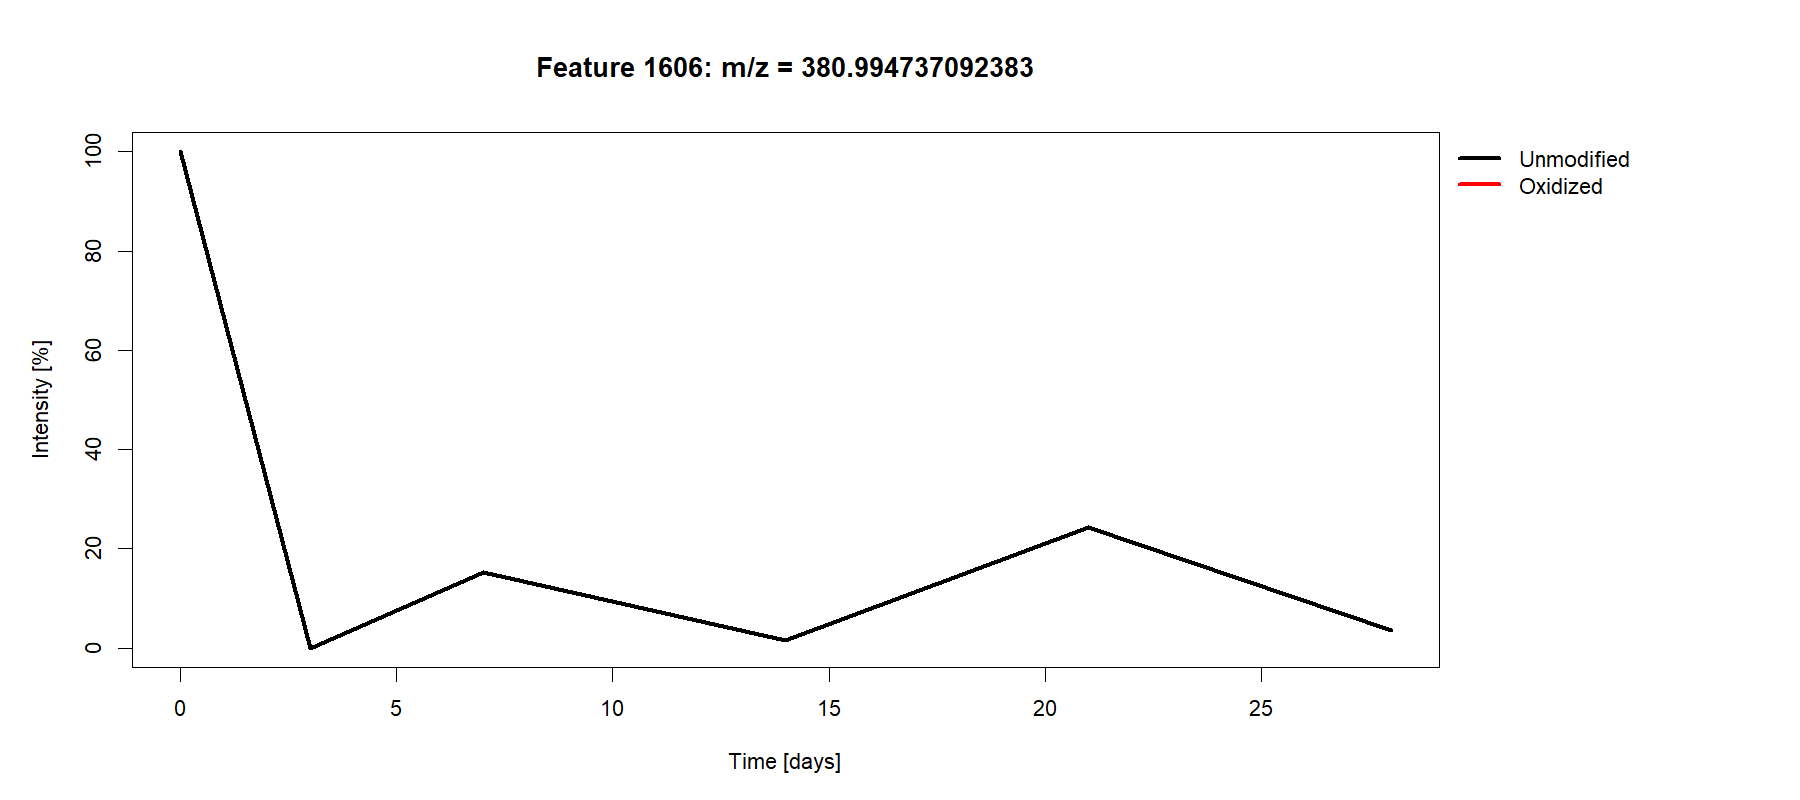 Feature 1606: m/z = 380.994737092383
Unmodified
Oxidized
Intensity [%]
100
80
60
40
20
0
0 5 10 15 20 25
Time [days]